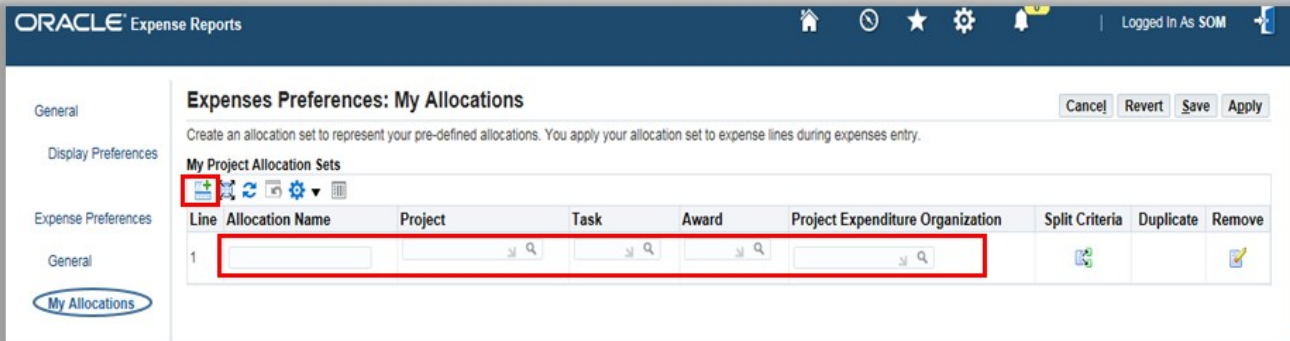 ORACLE Expense Reports
Logged In As SOM
General
Display Preferences
Expense Preferences
General
My Allocations
Expenses Preferences: My Allocations
Cancel Revert Save Apply
Create an allocation set to represent your pre-defined allocations. You apply your allocation set to expense lines during expenses entry.
My Project Allocation Sets
Line Allocation Name Project Task Award Project Expenditure Organization Split Criteria Duplicate Remove
1